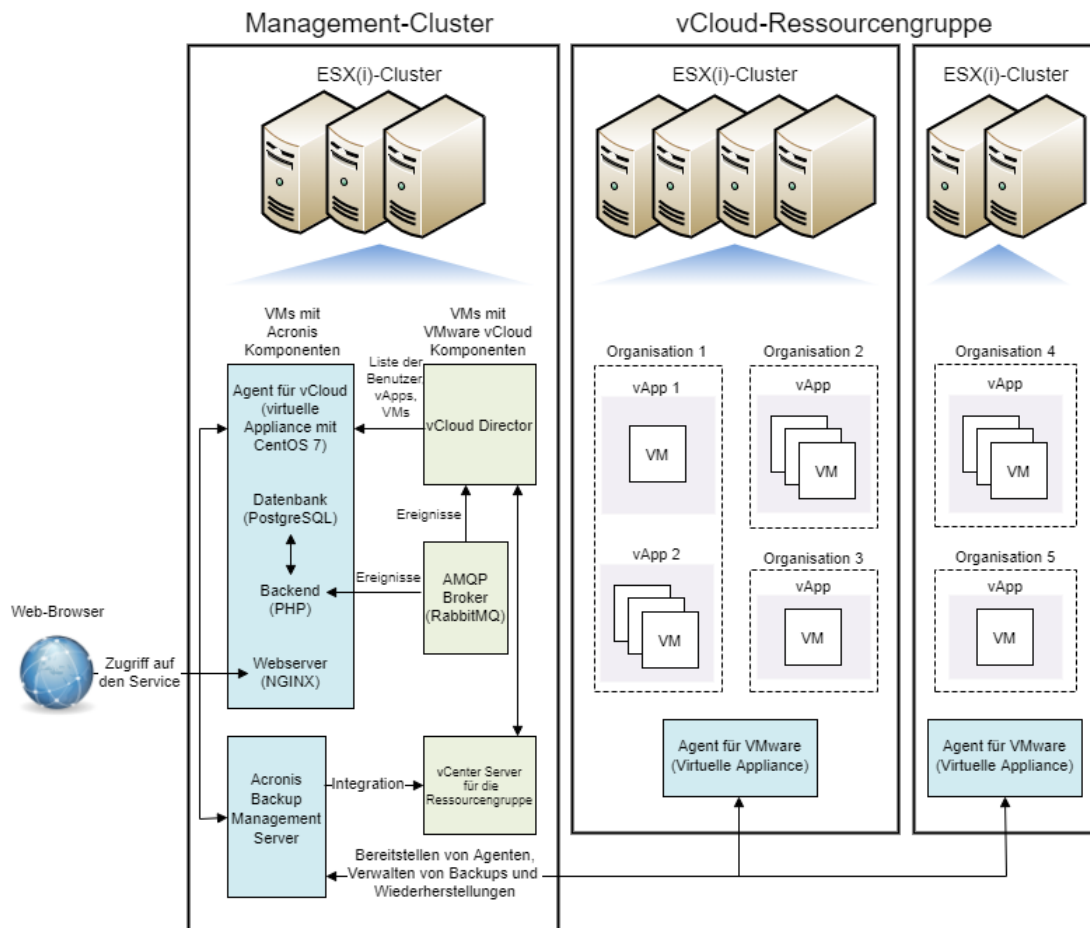 Management-Cluster
vCloud-Ressourcengruppe
ESX(i)-Cluster
ESX(i)-Cluster
ESX(i)-Cluster
VMs mit
Acronis
Komponenten
VMs mit
VMware vCloud
Komponenten
Liste der
Benutzer,
vApps,
VMs
Agent für vCloud
(virtuelle
Appliance mit
CentOS 7)
vCloud Director
Datenbank
(PostgreSQL)
Ereignisse
Ereignisse
Backend
(PHP)
AMQP
Broker
(RabbitMQ)
Web-Browser
Zugriff auf
den Service
Webserver
(NGINX)
Acronis
Backup
Management
Server
Integration
vCenter Server
für die
Ressourcengruppe
Bereitstellen von Agenten,
Verwalten von Backups und
Wiederherstellungen
Organisation 1
vApp 1
VM
vApp 2
VM
Organisation 2
vApp
VM
Organisation 3
vApp
VM
Agent für VMware
(Virtuelle Appliance)
Organisation 4
vApp
VM
Organisation 5
vApp
VM
Agent für VMware
(Virtuelle Appliance)